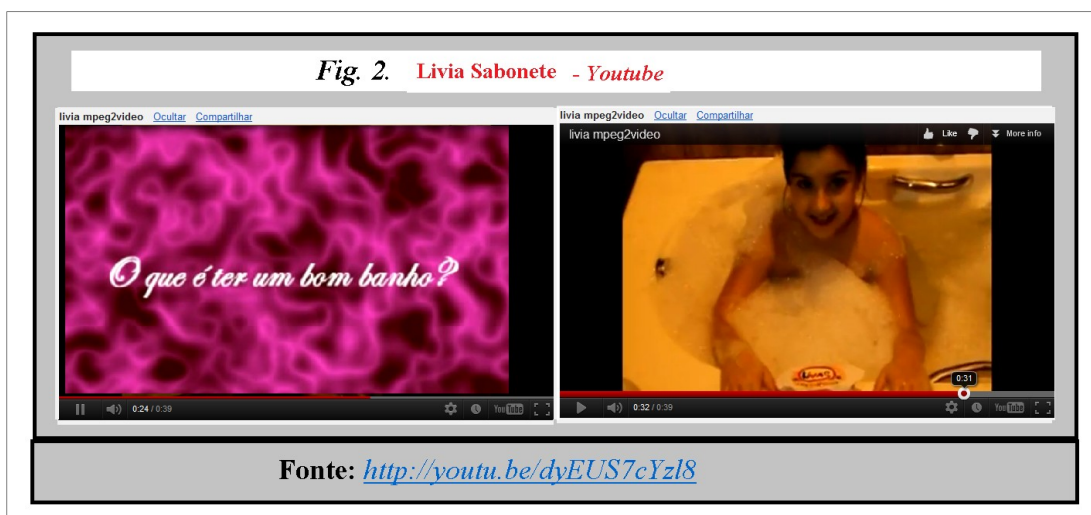 Fig. 2. Livia Sabonete - Youtube
livia mpeg2video Ocultar Compartilhar
O que é ter um bom banho?
0:24 / 0:39
YouTube
livia mpeg2video Ocultar Compartilhar
livia mpeg2video
Like
More info
0:31
0:32 / 0:39
YouTube
Fonte: http://youtu.be/dyEUS7cYzl8